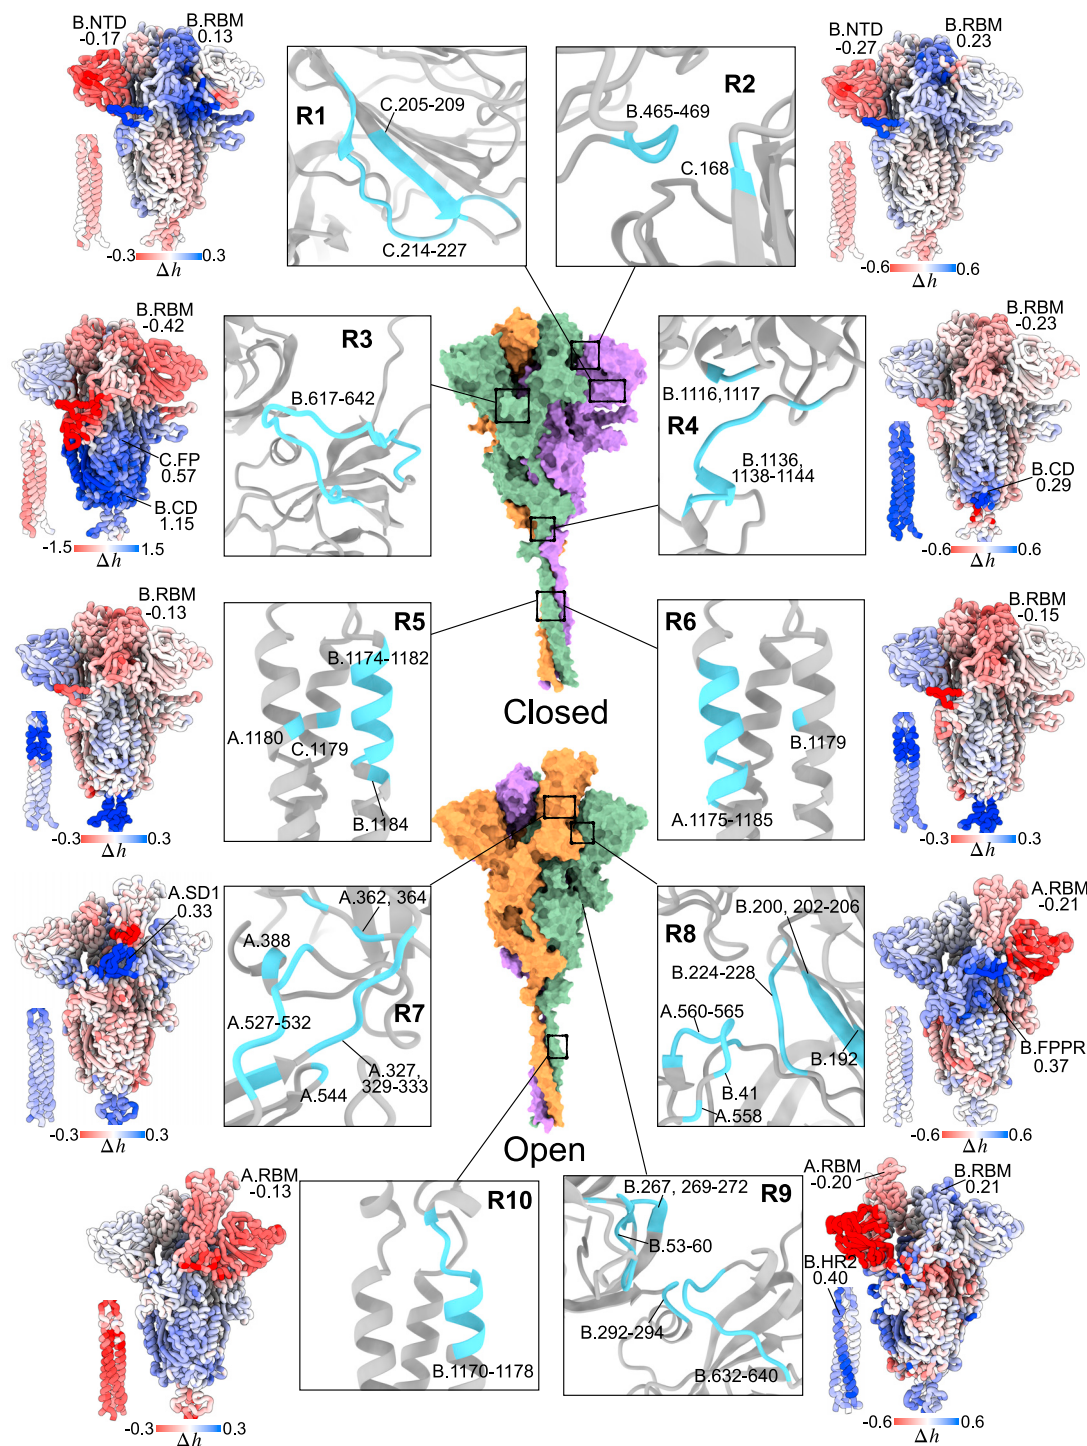 B.NTD
-0.17
B.RBM
0.13
-0.3
0.3
Δh
R1
C.205-209
C.214-227
R2
B.465-469
C.168
B.NTD
-0.27
B.RBM
0.23
-0.6
0.6
Δh
B.RBM
-0.42
C.FP
0.57
B.CD
1.15
-1.5
1.5
Δh
R3
B.617-642
B.1116,1117
R4
B.1136,
1138-1144
B.RBM
-0.23
B.CD
0.29
-0.6
0.6
Δh
B.RBM
-0.13
-0.3
0.3
Δh
R5
B.1174-1182
A.1180
C.1179
B.1184
Closed
R6
B.1179
A.1175-1185
B.RBM
-0.15
-0.3
0.3
Δh
A.SD1
0.33
-0.3
0.3
Δh
A.362, 364
A.388
R7
A.527-532
A.327,
329-333
A.544
Open
B.200, 202-206
R8
B.224-228
A.560-565
B.192
B.41
A.558
A.RBM
-0.21
B.FPPR
0.37
-0.6
0.6
Δh
A.RBM
-0.13
-0.3
0.3
Δh
R10
B.1170-1178
B.267, 269-272
R9
B.53-60
B.292-294
B.632-640
A.RBM
-0.20
B.RBM
0.21
B.HR2
0.40
-0.6
0.6
Δh